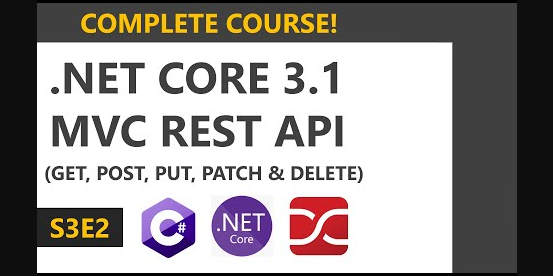 COMPLETE COURSE!
.NET CORE 3.1
MVC REST API
(GET, POST, PUT, PATCH & DELETE)
S3E2
C#
.NET
Core